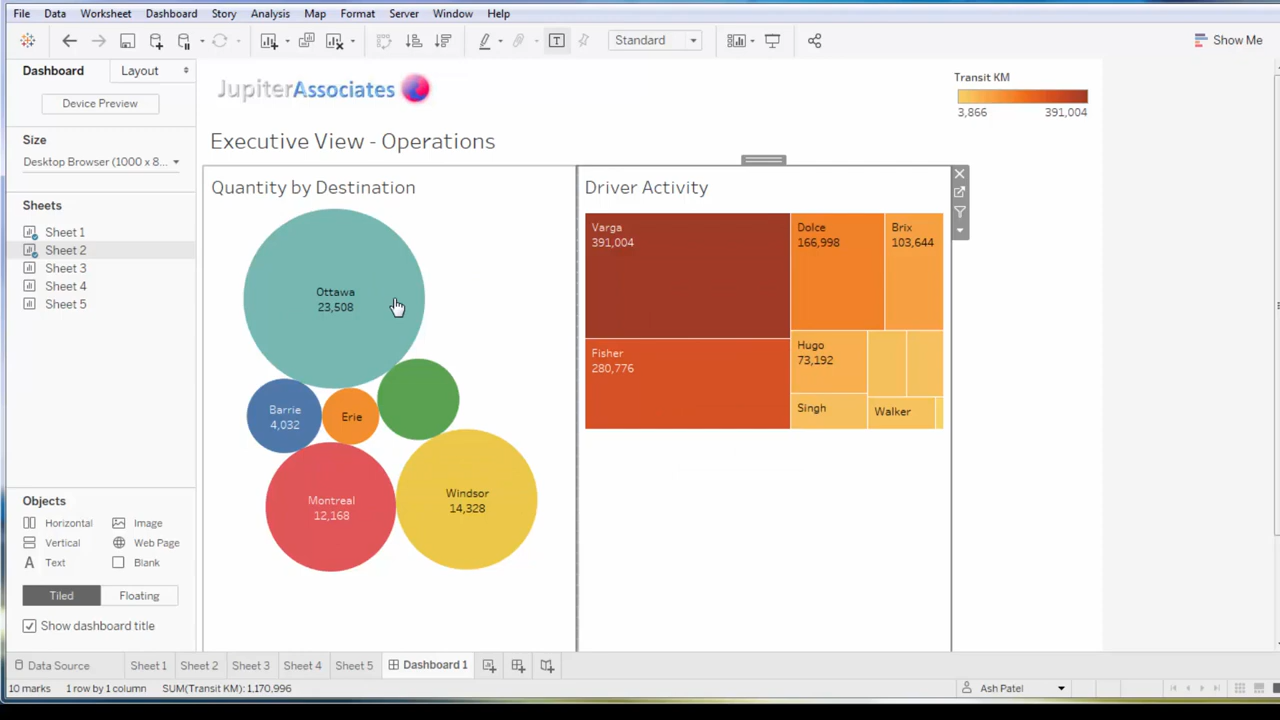 File Data Worksheet Dashboard Story Analysis Map Format Server Window Help
Standard
Show Me
Dashboard Layout
Device Preview
Size
Desktop Browser (1000 x 8...
Sheets
Sheet 1
Sheet 2
Sheet 3
Sheet 4
Sheet 5
Objects
Horizontal Image
Vertical Web Page
Text Blank
Tiled Floating
Show dashboard title
JupiterAssociates
Executive View - Operations
Quantity by Destination
Ottawa
23,508
Barrie
4,032
Erie
Montreal
12,168
Windsor
14,328
Driver Activity
Varga
391,004
Dolce
166,998
Brix
103,644
Fisher
280,776
Hugo
73,192
Singh
Walker
Transit KM
3,866 391,004
Data Source Sheet 1 Sheet 2 Sheet 3 Sheet 4 Sheet 5 Dashboard 1
10 marks 1 row by 1 column SUM(Transit KM): 1,170,996 Ash Patel